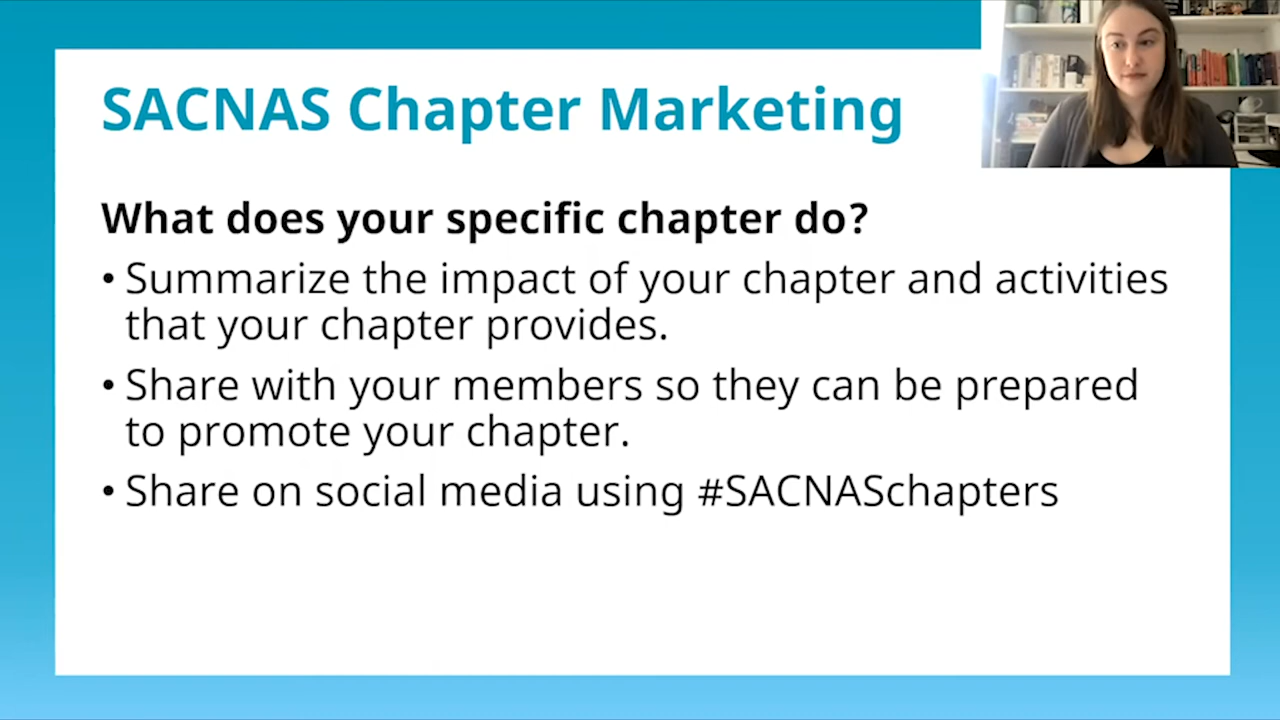 SACNAS Chapter Marketing
What does your specific chapter do?
• Summarize the impact of your chapter and activities
that your chapter provides.
• Share with your members so they can be prepared
to promote your chapter.
• Share on social media using #SACNASchapters